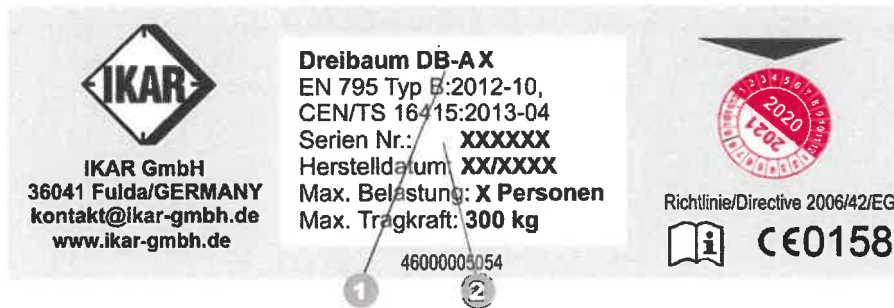 IKAR
IKAR GmbH
36041 Fulda/GERMANY
kontakt@ikar-gmbh.de
www.ikar-gmbh.de
Dreibaum DB-A X
EN 795 Typ B:2012-10,
CEN/TS 16415:2013-04
Serien Nr.: XXXXXX
Herstelldatum: XX/XXXX
Max. Belastung: X Personen
Max. Tragkraft: 300 kg
46000005054
1
2
2020
2021
Richtlinie/Directive 2006/42/EG
i
CE0158